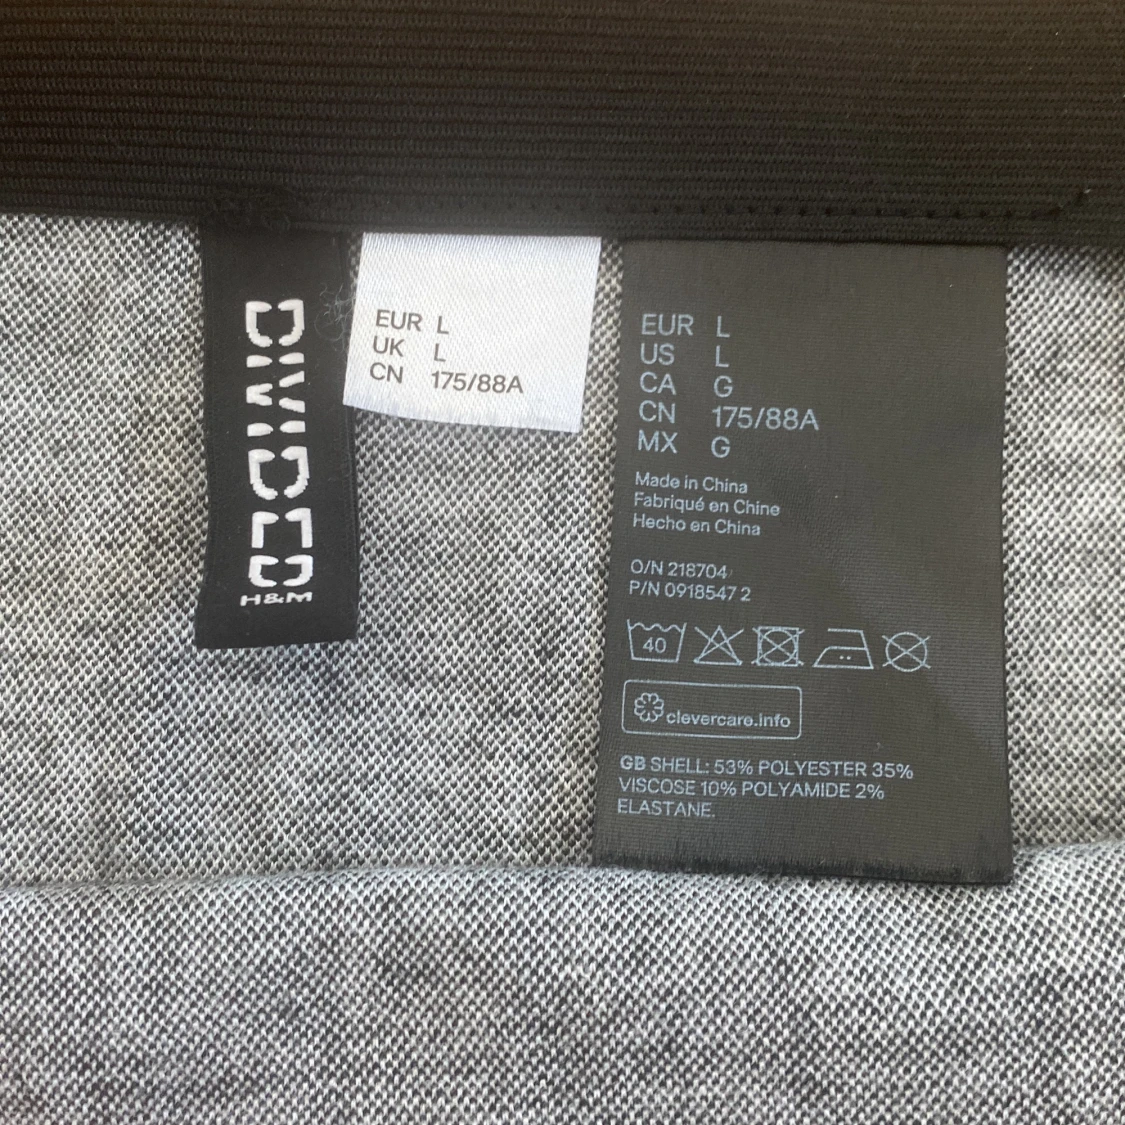 DIVIDED
H&M
EUR L
UK L
CN 175/88A
EUR L
US L
CA G
CN 175/88A
MX G
Made in China
Fabriqué en Chine
Hecho en China
O/N 218704
P/N 0918547 2
40
clevercare.info
GB SHELL: 53% POLYESTER 35%
VISCOSE 10% POLYAMIDE 2%
ELASTANE.